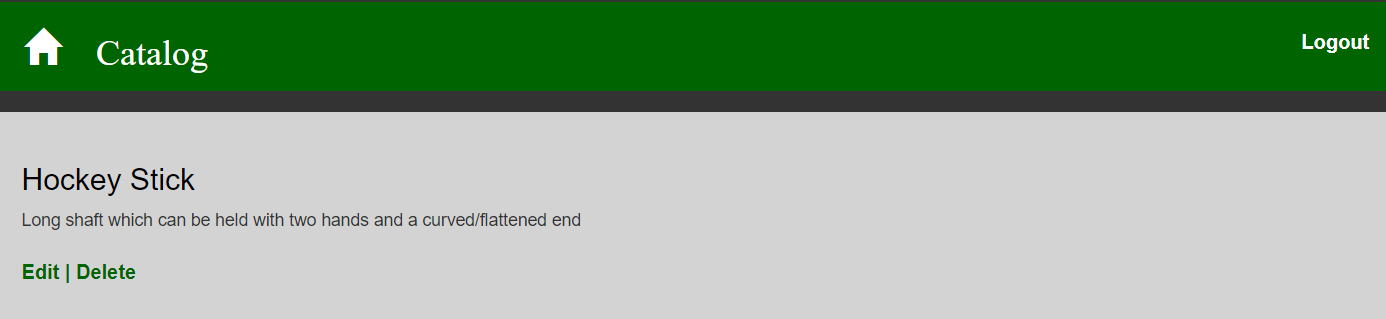 Catalog
Logout
Hockey Stick
Long shaft which can be held with two hands and a curved/flattened end
Edit | Delete